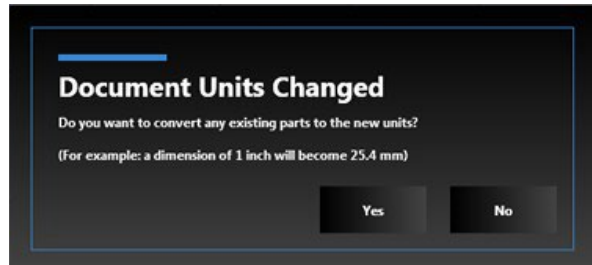 Document Units Changed
Do you want to convert any existing parts to the new units?
(For example: a dimension of 1 inch will become 25.4 mm)
Yes No